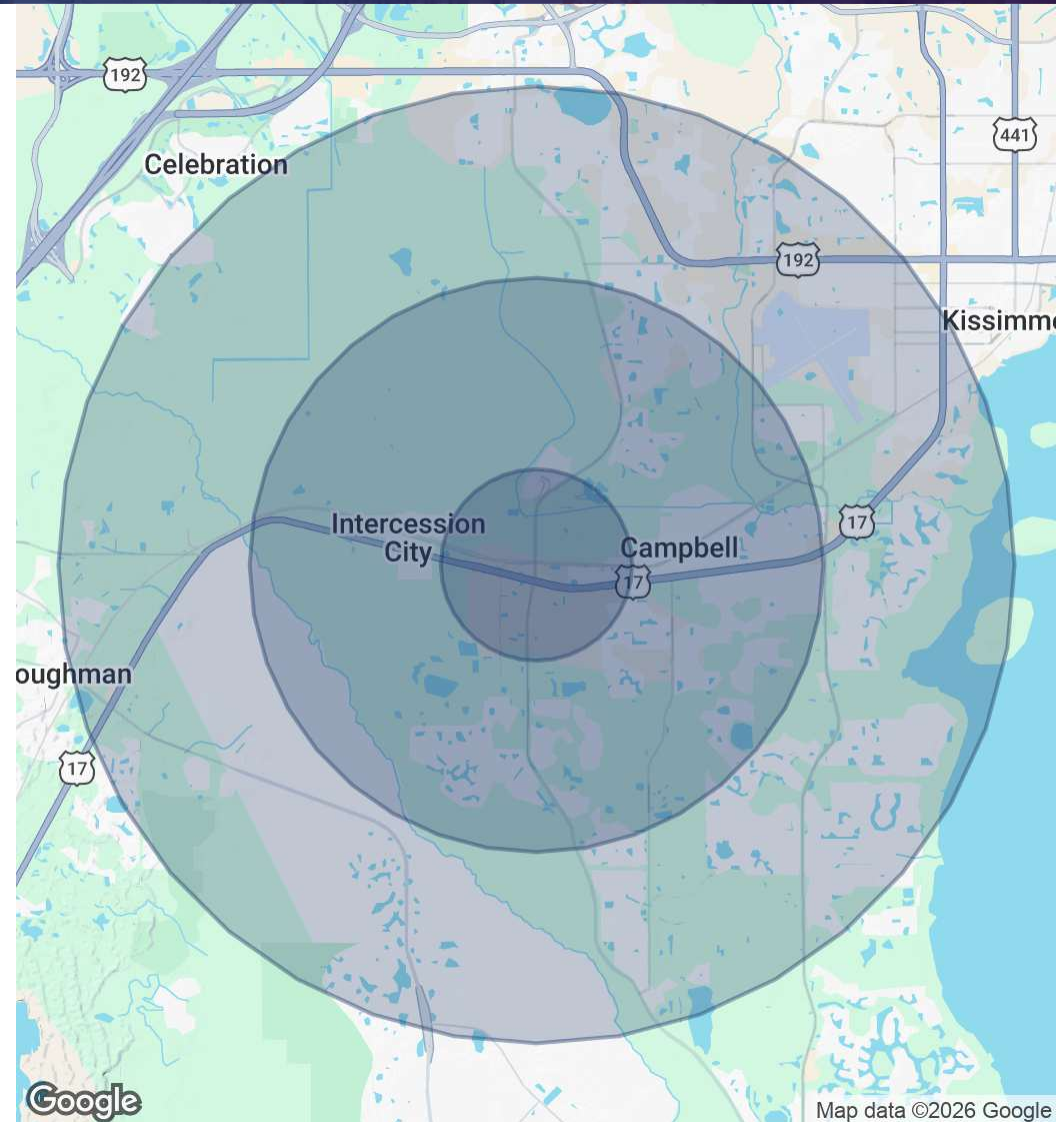 192
441
Celebration
192
Kissimme
Intercession
City
17
Campbell
17
oughman
17
Google
Map data ©2026 Google